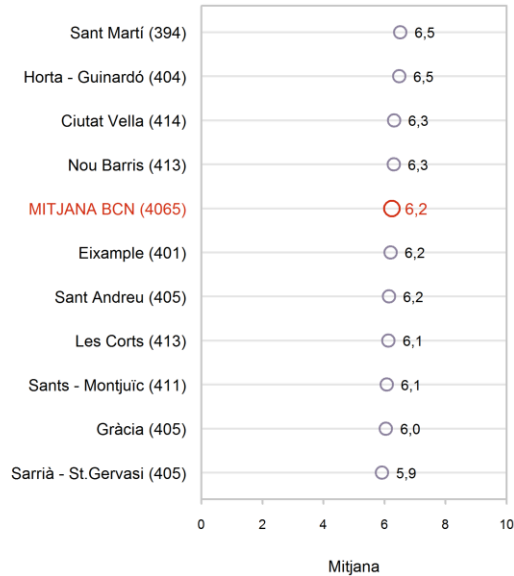 Sant Martí (394) 6,5
Horta - Guinardó (404) 6,5
Ciutat Vella (414) 6,3
Nou Barris (413) 6,3
MITJANA BCN (4065) 6,2
Eixample (401) 6,2
Sant Andreu (405) 6,2
Les Corts (413) 6,1
Sants - Montjuïc (411) 6,1
Gràcia (405) 6,0
Sarrià - St.Gervasi (405) 5,9
0 2 4 6 8 10
Mitjana